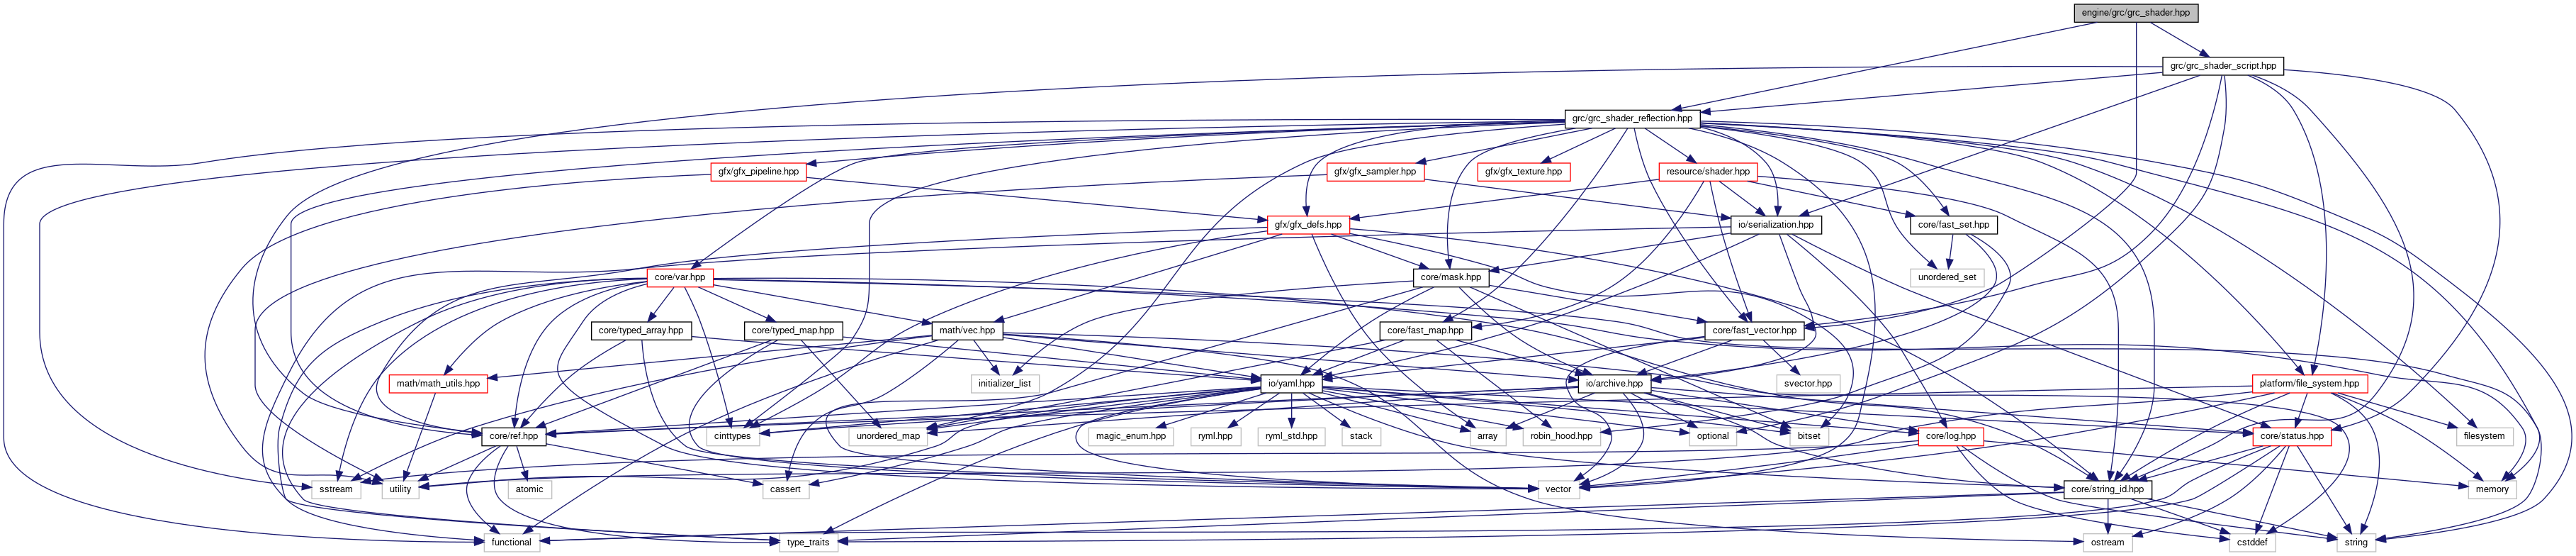 engine/grc/grc_shader.hpp
grc/grc_shader_script.hpp
grc/grc_shader_reflection.hpp
gfx/gfx_pipeline.hpp
gfx/gfx_sampler.hpp
gfx/gfx_texture.hpp
resource/shader.hpp
gfx/gfx_defs.hpp
io/serialization.hpp
core/fast_set.hpp
core/var.hpp
core/mask.hpp
unordered_set
core/typed_array.hpp
core/typed_map.hpp
math/vec.hpp
core/fast_map.hpp
core/fast_vector.hpp
math/math_utils.hpp
initializer_list
io/yaml.hpp
io/archive.hpp
svector.hpp
platform/file_system.hpp
core/ref.hpp
cinttypes
unordered_map
magic_enum.hpp
ryml.hpp
ryml_std.hpp
stack
array
robin_hood.hpp
optional
bitset
core/log.hpp
core/status.hpp
filesystem
sstream
utility
atomic
cassert
vector
core/string_id.hpp
memory
functional
type_traits
ostream
cstddef
string